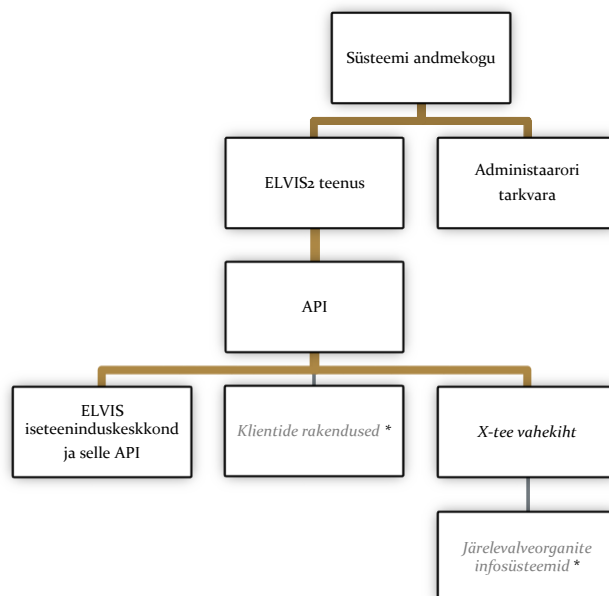 Süsteemi andmekogu
ELVIS2 teenus
Administaarori
tarkvara
API
ELVIS
iseteeninduskeskkond
ja selle API
Klientide rakendused *
X-tee vahekiht
Järelevalveorganite
infosüsteemid *